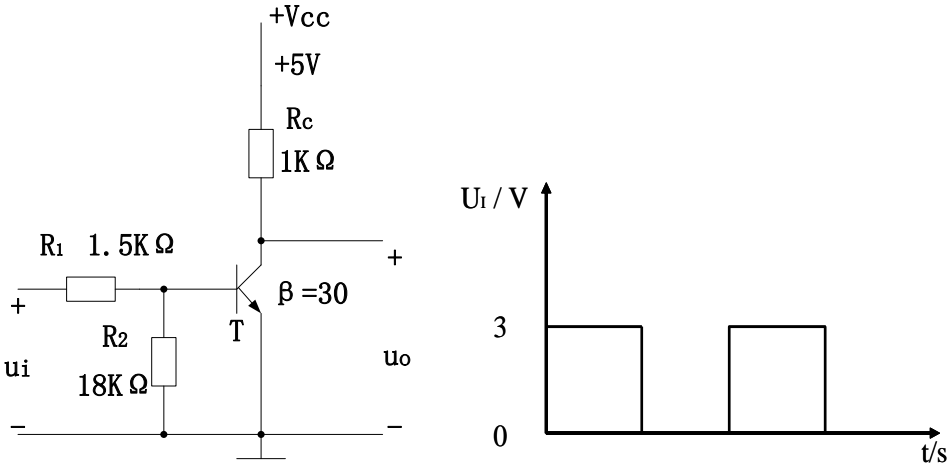 +Vcc
+5V
Rc
1KΩ
R1 1.5KΩ
+
+
β=30
T
R2
18KΩ
ui
uo
−
−
UI / V
3
0
t/s